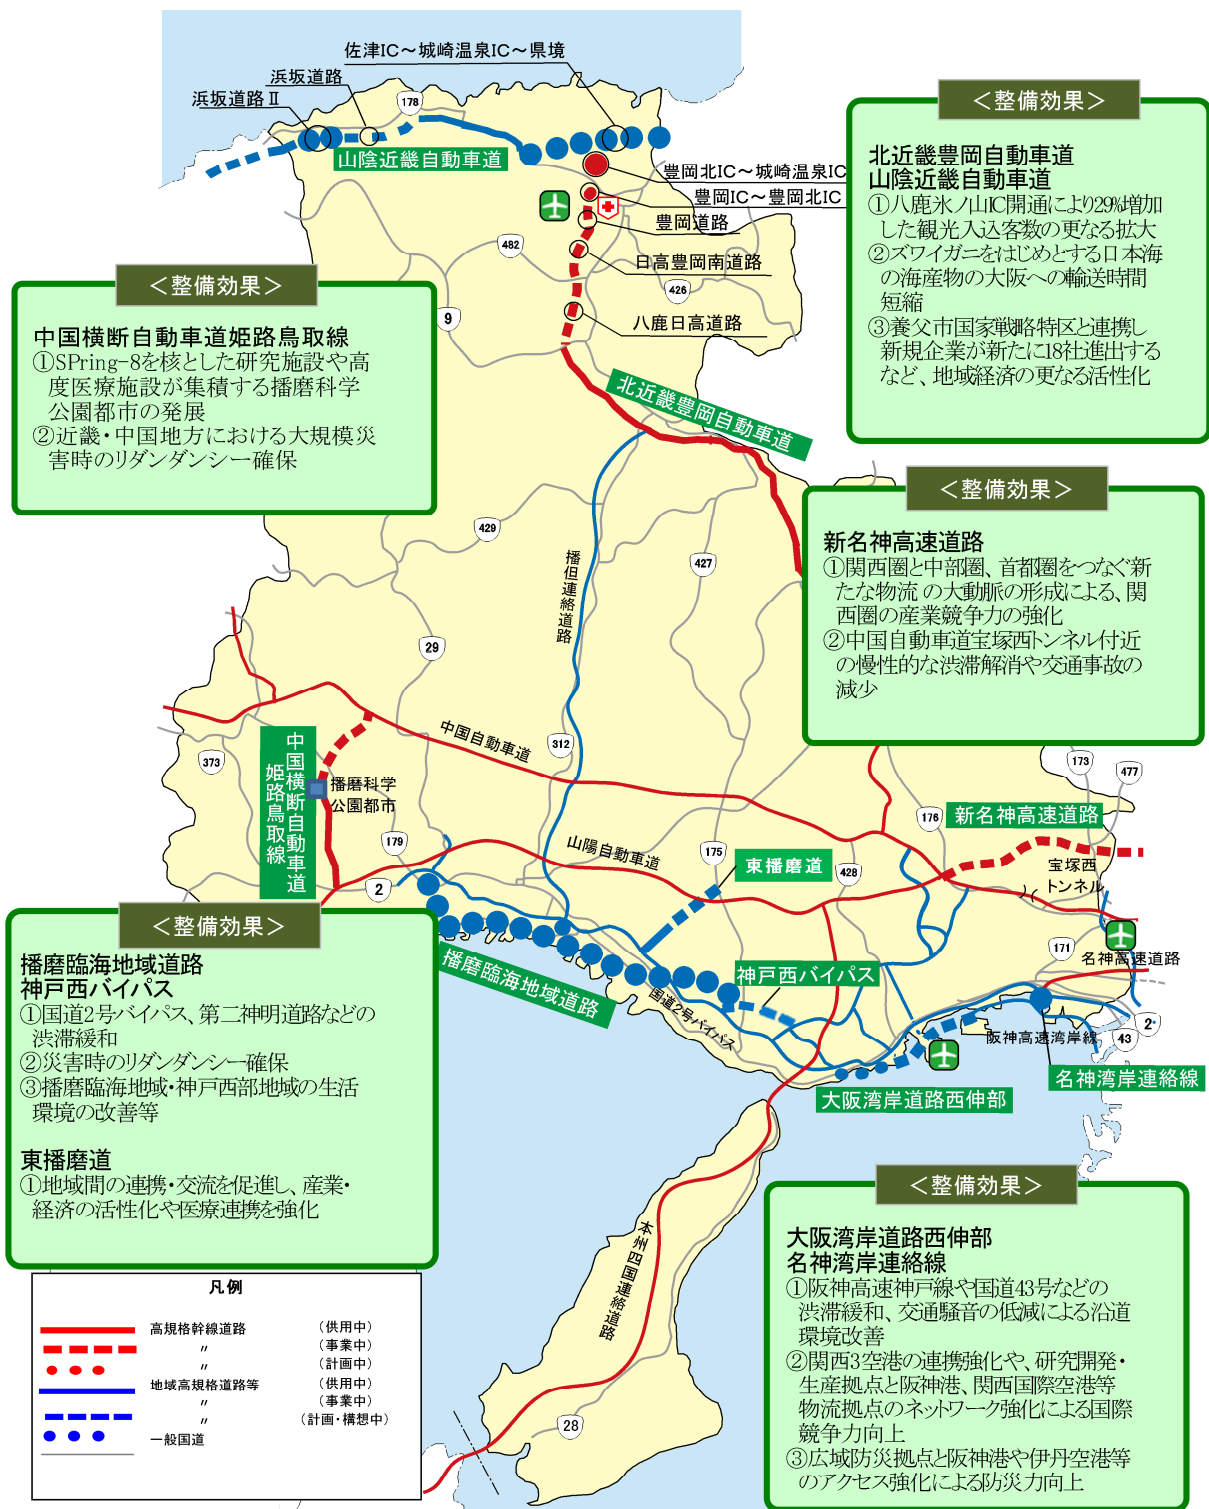 佐津IC～城崎温泉IC～県境
浜坂道路
浜坂道路Ⅱ
178
山陰近畿自動車道
豊岡北IC～城崎温泉IC
豊岡IC～豊岡北IC
豊岡道路
482
日高豊岡南道路
426
9
八鹿日高道路
北近畿豊岡自動車道
＜整備効果＞
北近畿豊岡自動車道
山陰近畿自動車道
①八鹿氷ノ山IC開通により29%増加
した観光入込客数の更なる拡大
②ズワイガニをはじめとする日本海
の海産物の大阪への輸送時間
短縮
③養父市国家戦略特区と連携し
新規企業が新たに18社進出する
など、地域経済の更なる活性化
＜整備効果＞
中国横断自動車道姫路鳥取線
①SPring-8を核とした研究施設や高
度医療施設が集積する播磨科学
公園都市の発展
②近畿・中国地方における大規模災
害時のリダンダンシー確保
＜整備効果＞
新名神高速道路
①関西圏と中部圏、首都圏をつなぐ新
たな物流の大動脈の形成による、関
西圏の産業競争力の強化
②中国自動車道宝塚西トンネル付近
の慢性的な渋滞解消や交通事故の
減少
429
427
播但連絡道路
29
中国自動車道
312
373
中国横断自動車道
姫路鳥取線
播磨科学
公園都市
173
477
176
新名神高速道路
179
山陽自動車道
175
東播磨道
428
宝塚西
トンネル
2
171
名神高速道路
播磨臨海地域道路
神戸西バイパス
国道2号バイパス
阪神高速湾岸線
2
43
名神湾岸連絡線
大阪湾岸道路西伸部
＜整備効果＞
播磨臨海地域道路
神戸西バイパス
①国道2号バイパス、第二神明道路などの
渋滞緩和
②災害時のリダンダンシー確保
③播磨臨海地域・神戸西部地域の生活
環境の改善等
東播磨道
①地域間の連携・交流を促進し、産業・
経済の活性化や医療連携を強化
本州四国連絡道路
28
＜整備効果＞
大阪湾岸道路西伸部
名神湾岸連絡線
①阪神高速神戸線や国道43号などの
渋滞緩和、交通騒音の低減による沿道
環境改善
②関西3空港の連携強化や、研究開発・
生産拠点と阪神港、関西国際空港等
物流拠点のネットワーク強化による国際
競争力向上
③広域防災拠点と阪神港や伊丹空港等
のアクセス強化による防災力向上
凡例
高規格幹線道路 （供用中）
〃 （事業中）
〃 （計画中）
地域高規格道路等 （供用中）
〃 （事業中）
〃 （計画・構想中）
一般国道